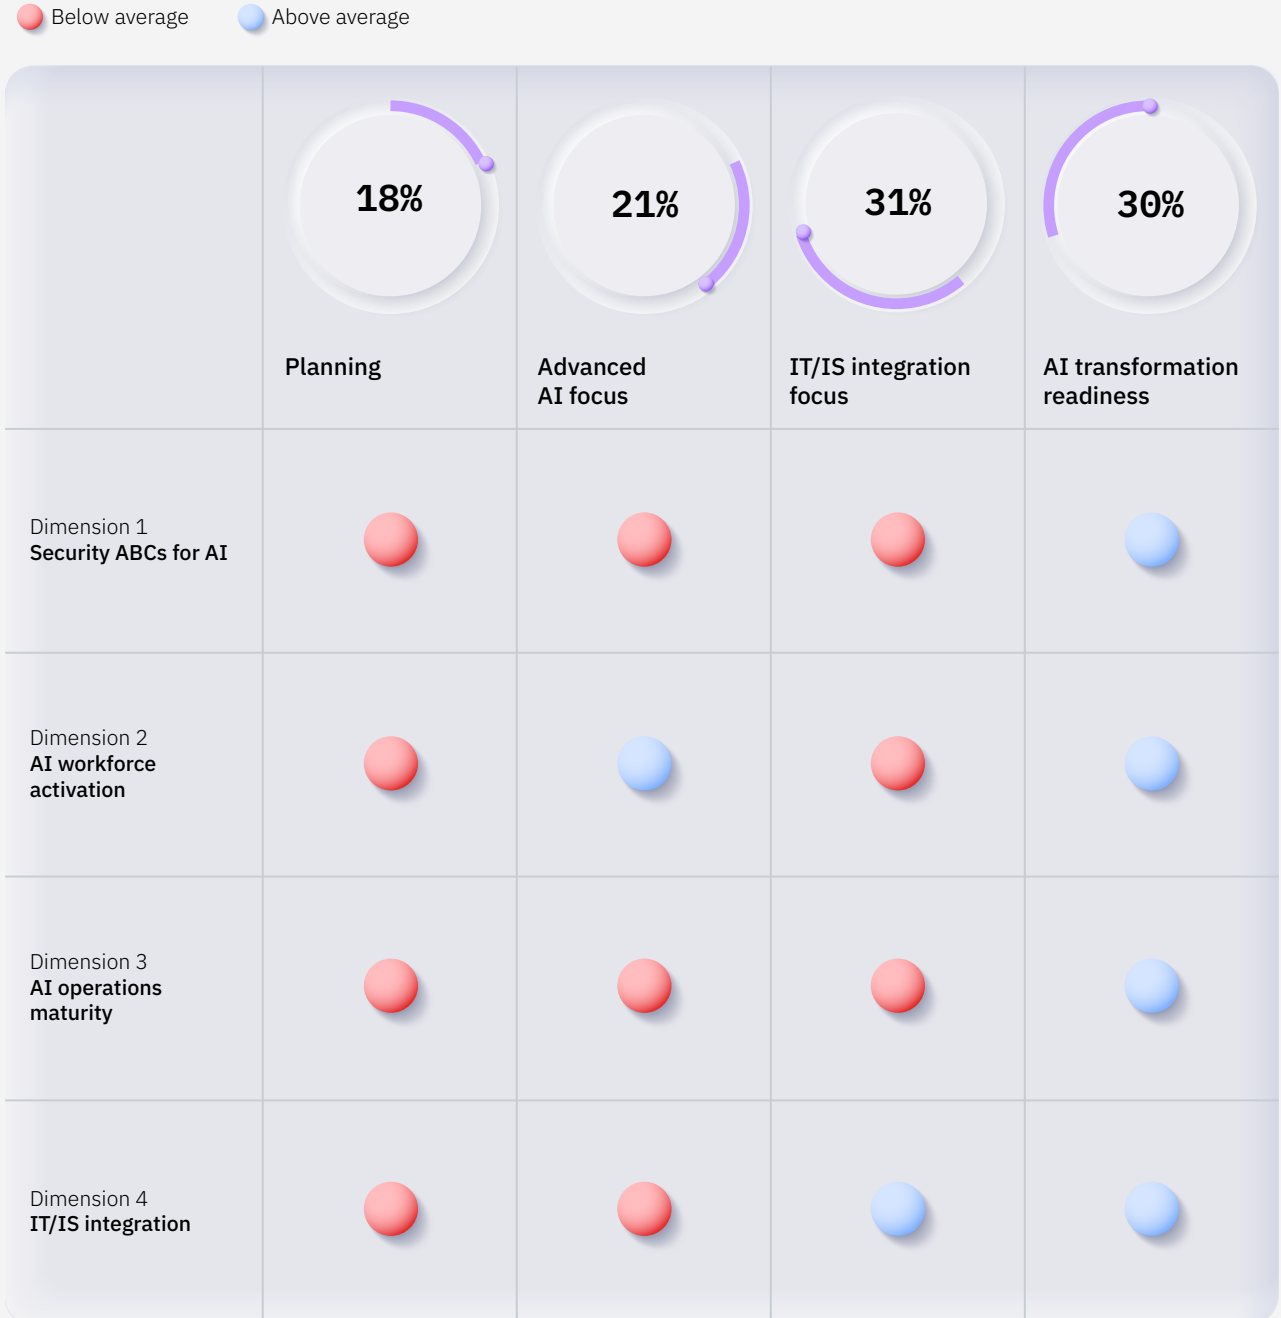 Below average
Above average
18%
21%
31%
30%
Planning
Advanced
AI focus
IT/IS integration
focus
AI transformation
readiness
Dimension 1
Security ABCs for AI
Dimension 2
AI workforce
activation
Dimension 3
AI operations
maturity
Dimension 4
IT/IS integration